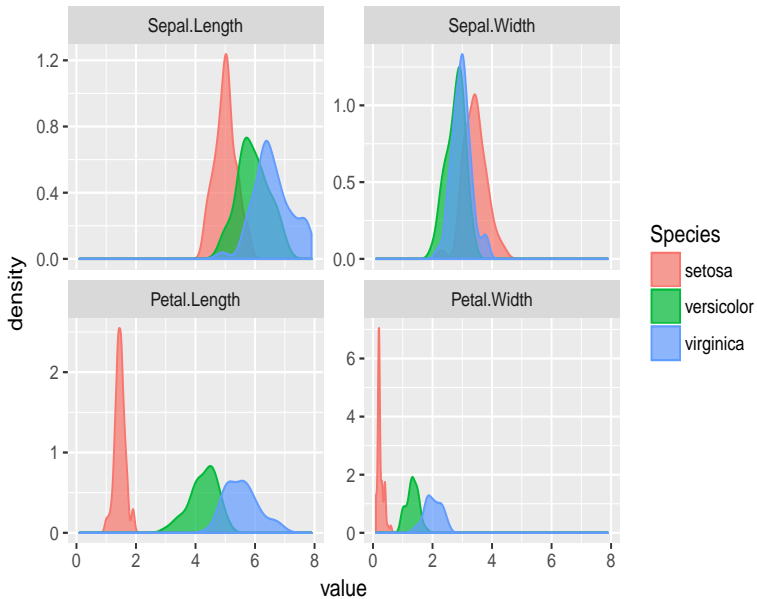 Sepal.Length
Sepal.Width
1.2
0.8
0.4
0.0
1.0
0.5
0.0
density
Petal.Length
Petal.Width
2
1
0
6
4
2
0
0 2 4 6 8
0 2 4 6 8
value
Species
setosa
versicolor
virginica